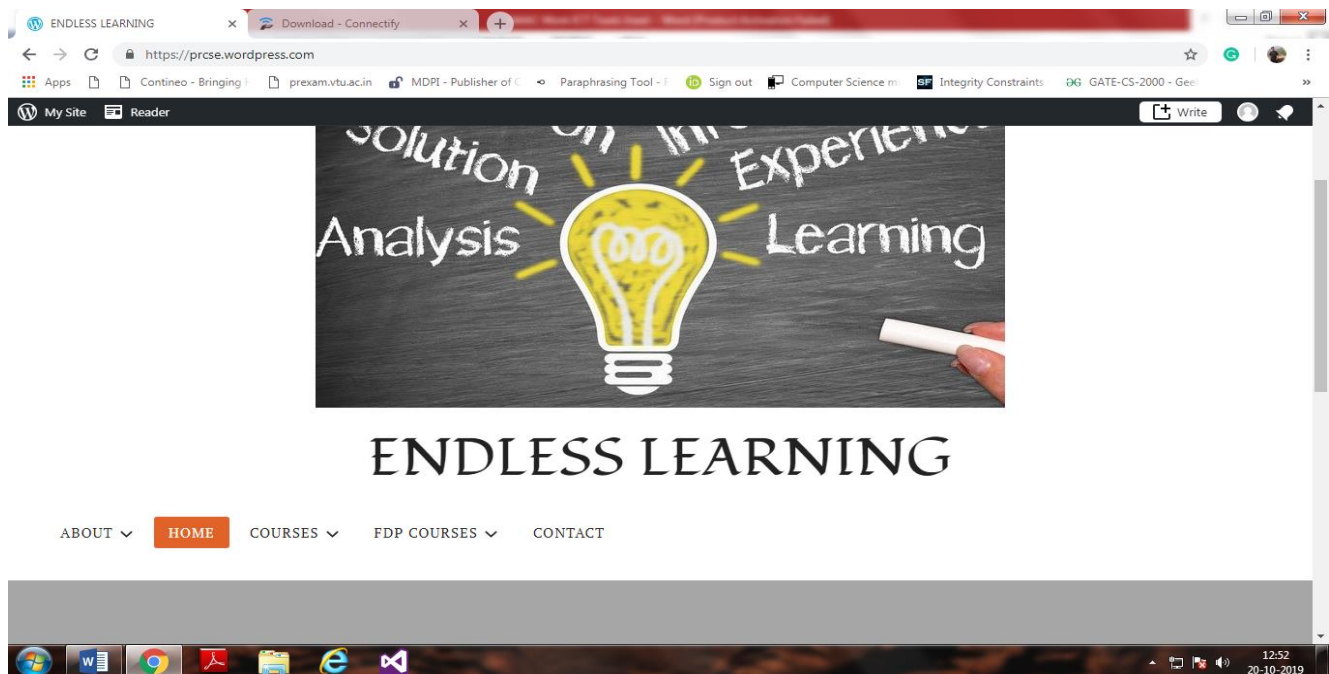 ENDLESS LEARNING
Download - Connectify
https://prcse.wordpress.com
Apps
Contineo - Bringing
prexam.vtu.ac.in
MDPI - Publisher of
Paraphrasing Tool -
Sign out
Computer Science m
Integrity Constraints
GATE-CS-2000 - Gee
My Site
Reader
Write
Solution
on
Experience
Analysis
Learning
ENDLESS LEARNING
ABOUT
HOME
COURSES
FDP COURSES
CONTACT
12:52
20-10-2019